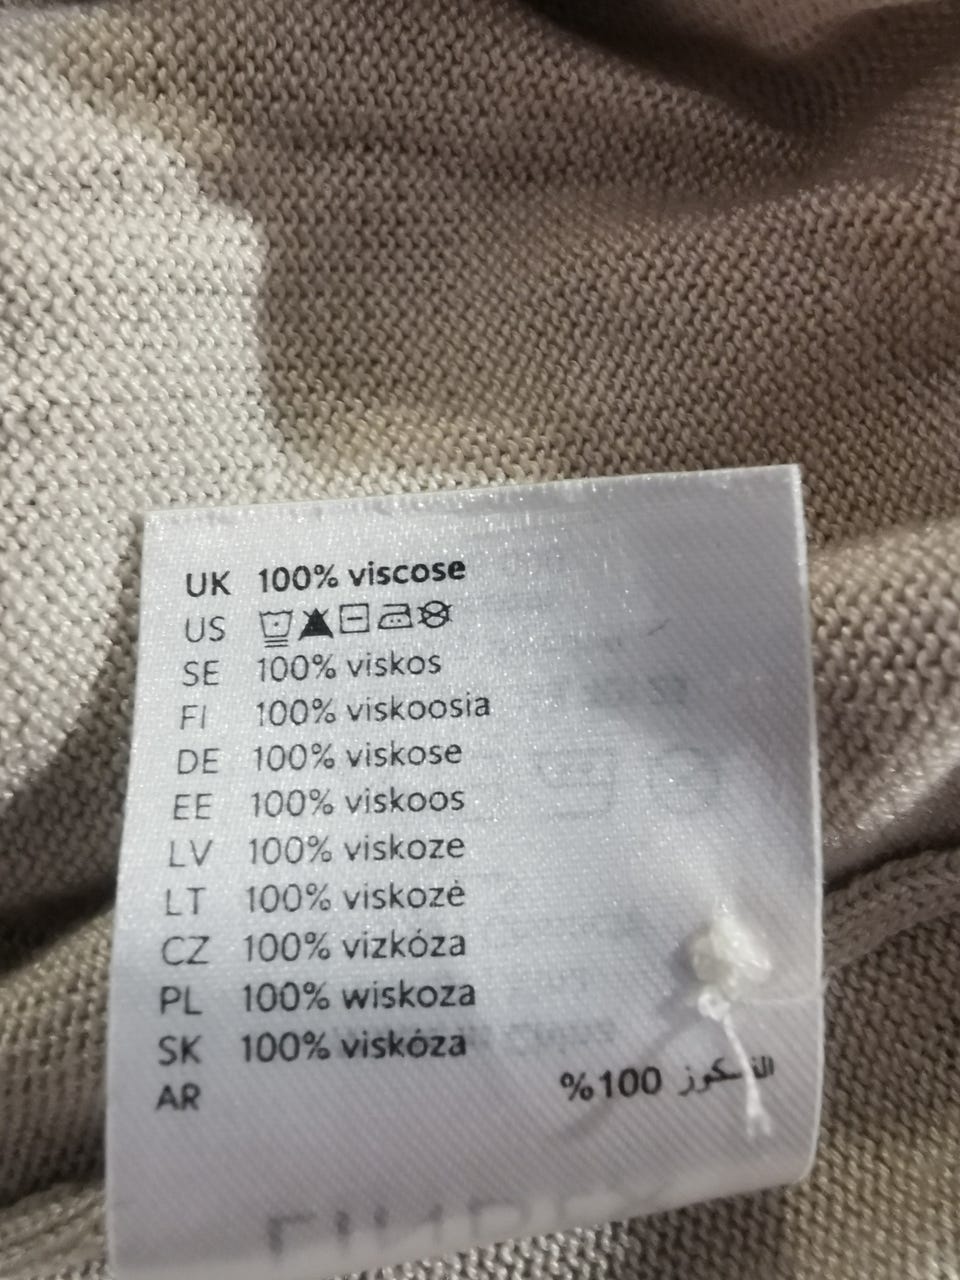 UK 100% viscose
US
SE 100% viskos
FI 100% viskoosia
DE 100% viskose
EE 100% viskoos
LV 100% viskoze
LT 100% viskozė
CZ 100% vizkóza
PL 100% wiskoza
SK 100% viskóza
AR %100